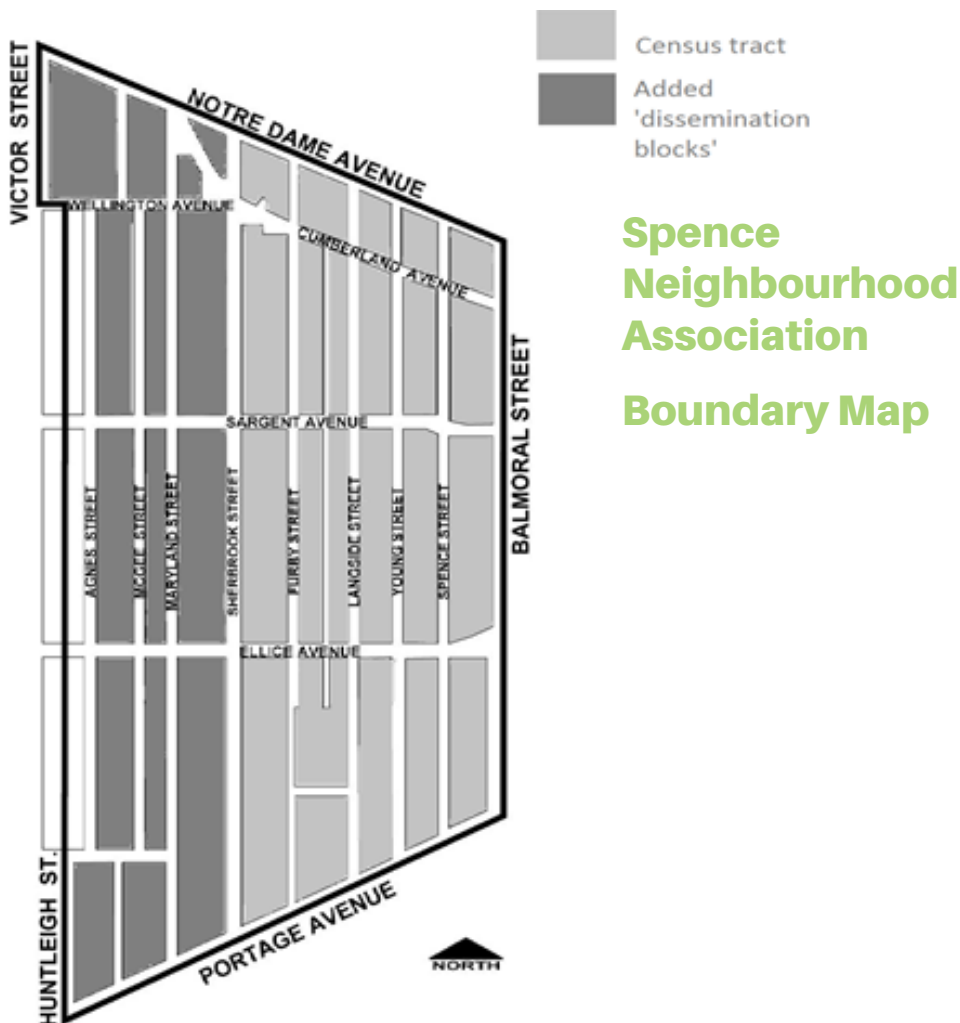 Census tract
Added
'dissemination
blocks'
Spence
Neighbourhood
Association
Boundary Map
VICTOR STREET
NOTRE DAME AVENUE
WELLINGTON AVENUE
CUMBERLAND AVENUE
BALMORAL STREET
SARGENT AVENUE
AGNES STREET
MCGEE STREET
MARYLAND STREET
SHERBROOK STREET
FURBY STREET
LANGSIDE STREET
YOUNG STREET
SPENCE STREET
ELLICE AVENUE
HUNTLEIGH ST.
PORTAGE AVENUE
NORTH